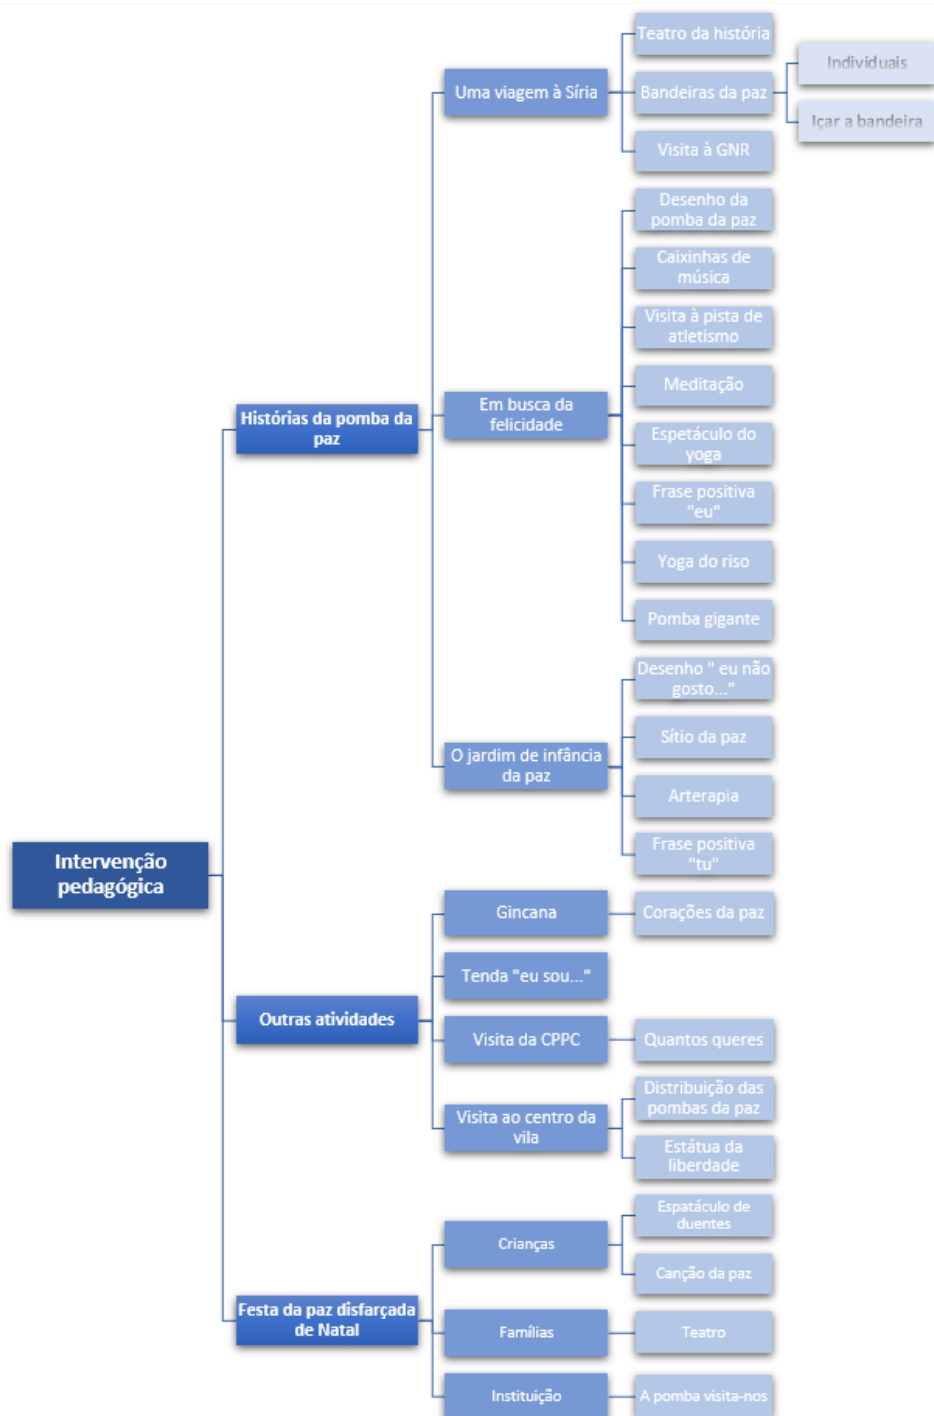 Teatro da história
Individuais
Uma viagem à Síria
Bandeiras da paz
Içar a bandeira
Visita à GNR
Desenho da
pomba da paz
Caixinhas de
música
Visita à pista de
atletismo
Meditação
Histórias da pomba da
paz
Em busca da
felicidade
Espetáculo do
yoga
Frase positiva
"eu"
Yoga do riso
Pomba gigante
Desenho " eu não
gosto..."
Sítio da paz
O jardim de infância
da paz
Arterapia
Frase positiva
"tu"
Intervenção
pedagógica
Gincana
Corações da paz
Tenda "eu sou..."
Outras atividades
Visita da CPPC
Quantos queres
Distribuição das
pombas da paz
Visita ao centro da
vila
Estátua da
liberdade
Espatáculo de
duentes
Crianças
Canção da paz
Festa da paz disfarçada
de Natal
Famílias
Teatro
Instituição
A pomba visita-nos